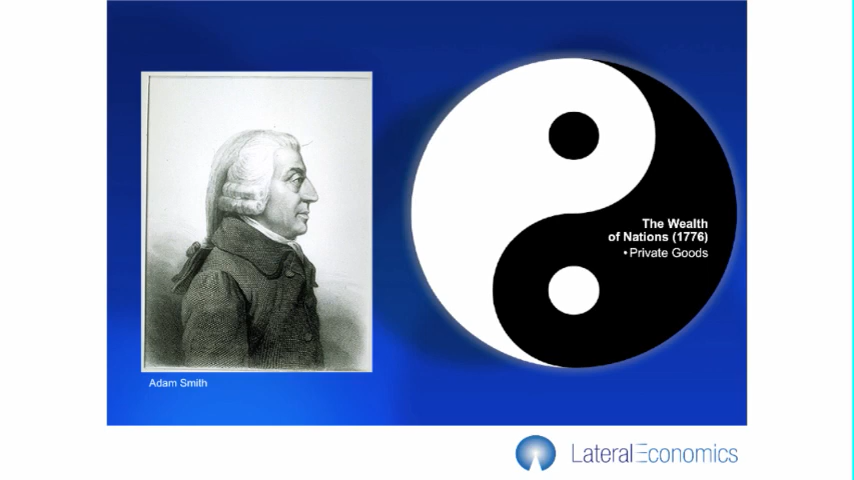 The Wealth
of Nations (1776)
• Private Goods
Adam Smith
LateralEconomics